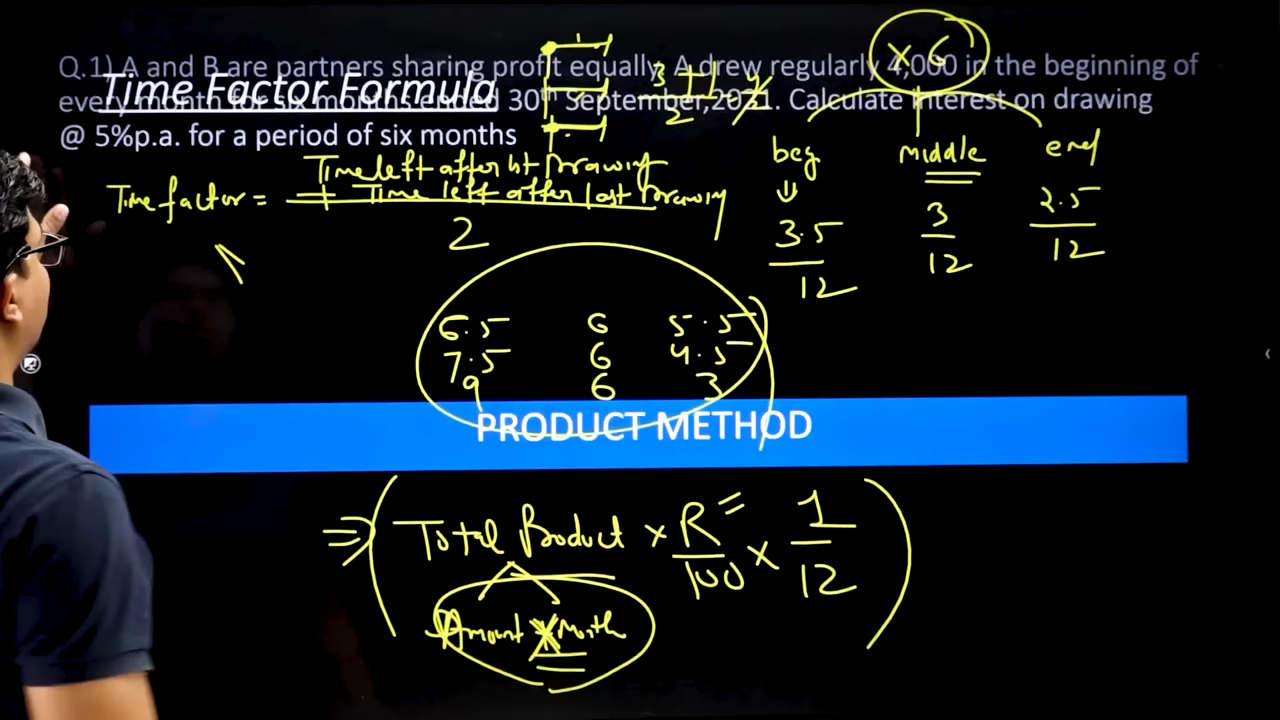 Q.1) A and B are partners sharing profit equally. A drew regularly 4,000 in the beginning of
every month for six months ended 30th September,2021. Calculate interest on drawing
@ 5%p.a. for a period of six months
Time Factor Formula
3+1
2
× 6
beg
middle
end
3.5
12
3
12
2.5
12
Time factor =
Time left after 1st Drawing
+ Time left after last Drawing
2
6.5 6 5.5
7.5 6 4.5
9 6 3
PRODUCT METHOD
⇒ (Total Product × R/100 × 1/12)
Amount × Month